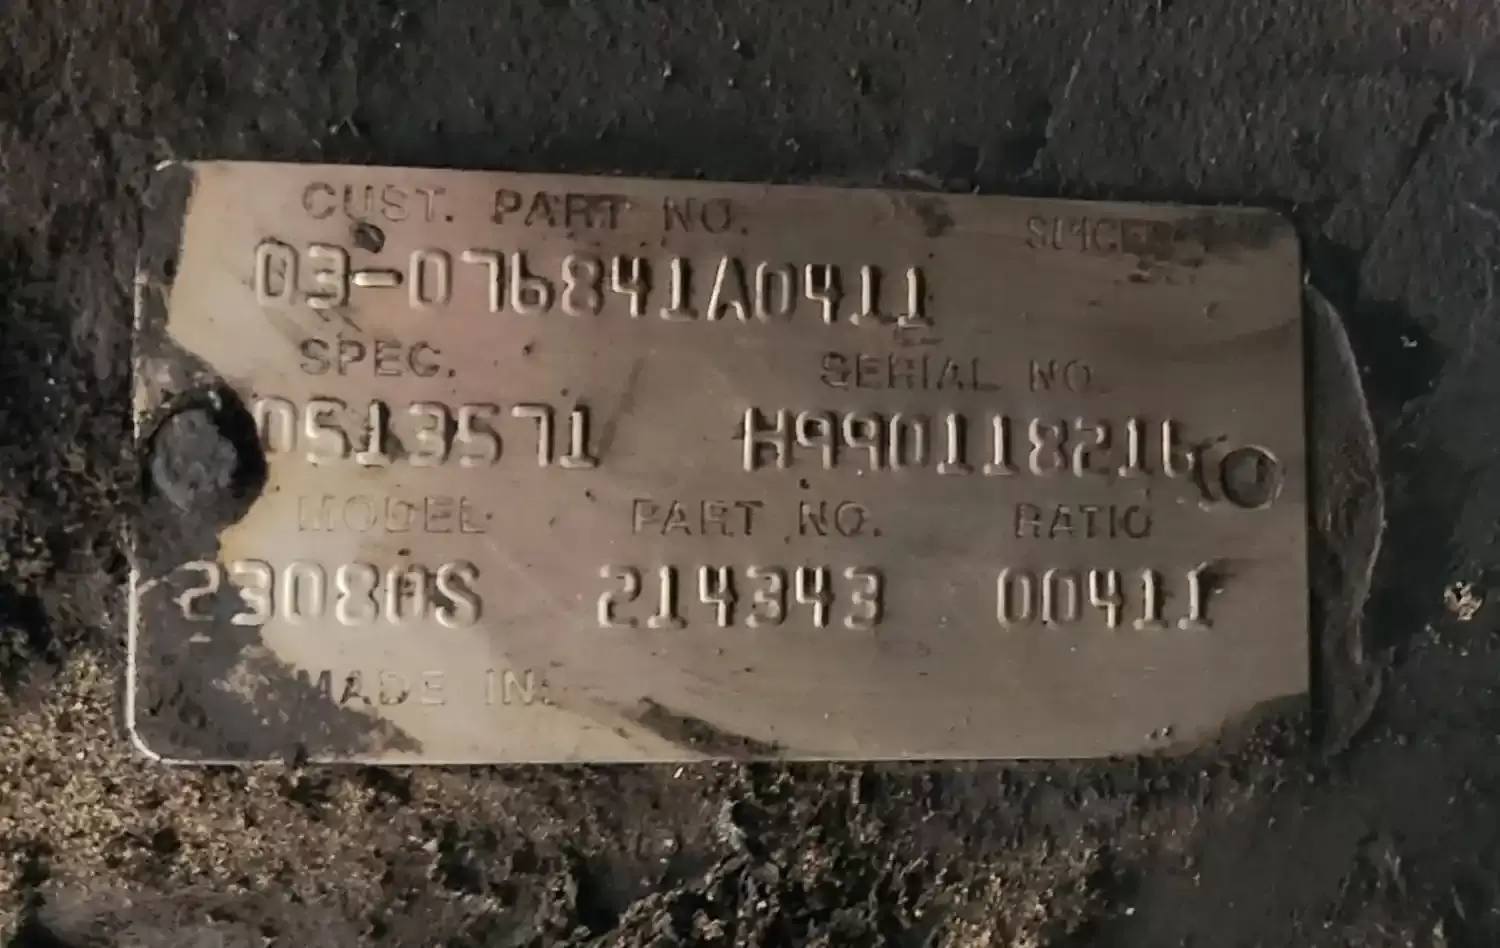 CUST. PART NO. SPICER
03-076841A0411
SPEC. SERIAL NO.
0513571 H990118216
MODEL PART NO. RATIO
23080S 214343 00411
MADE IN: